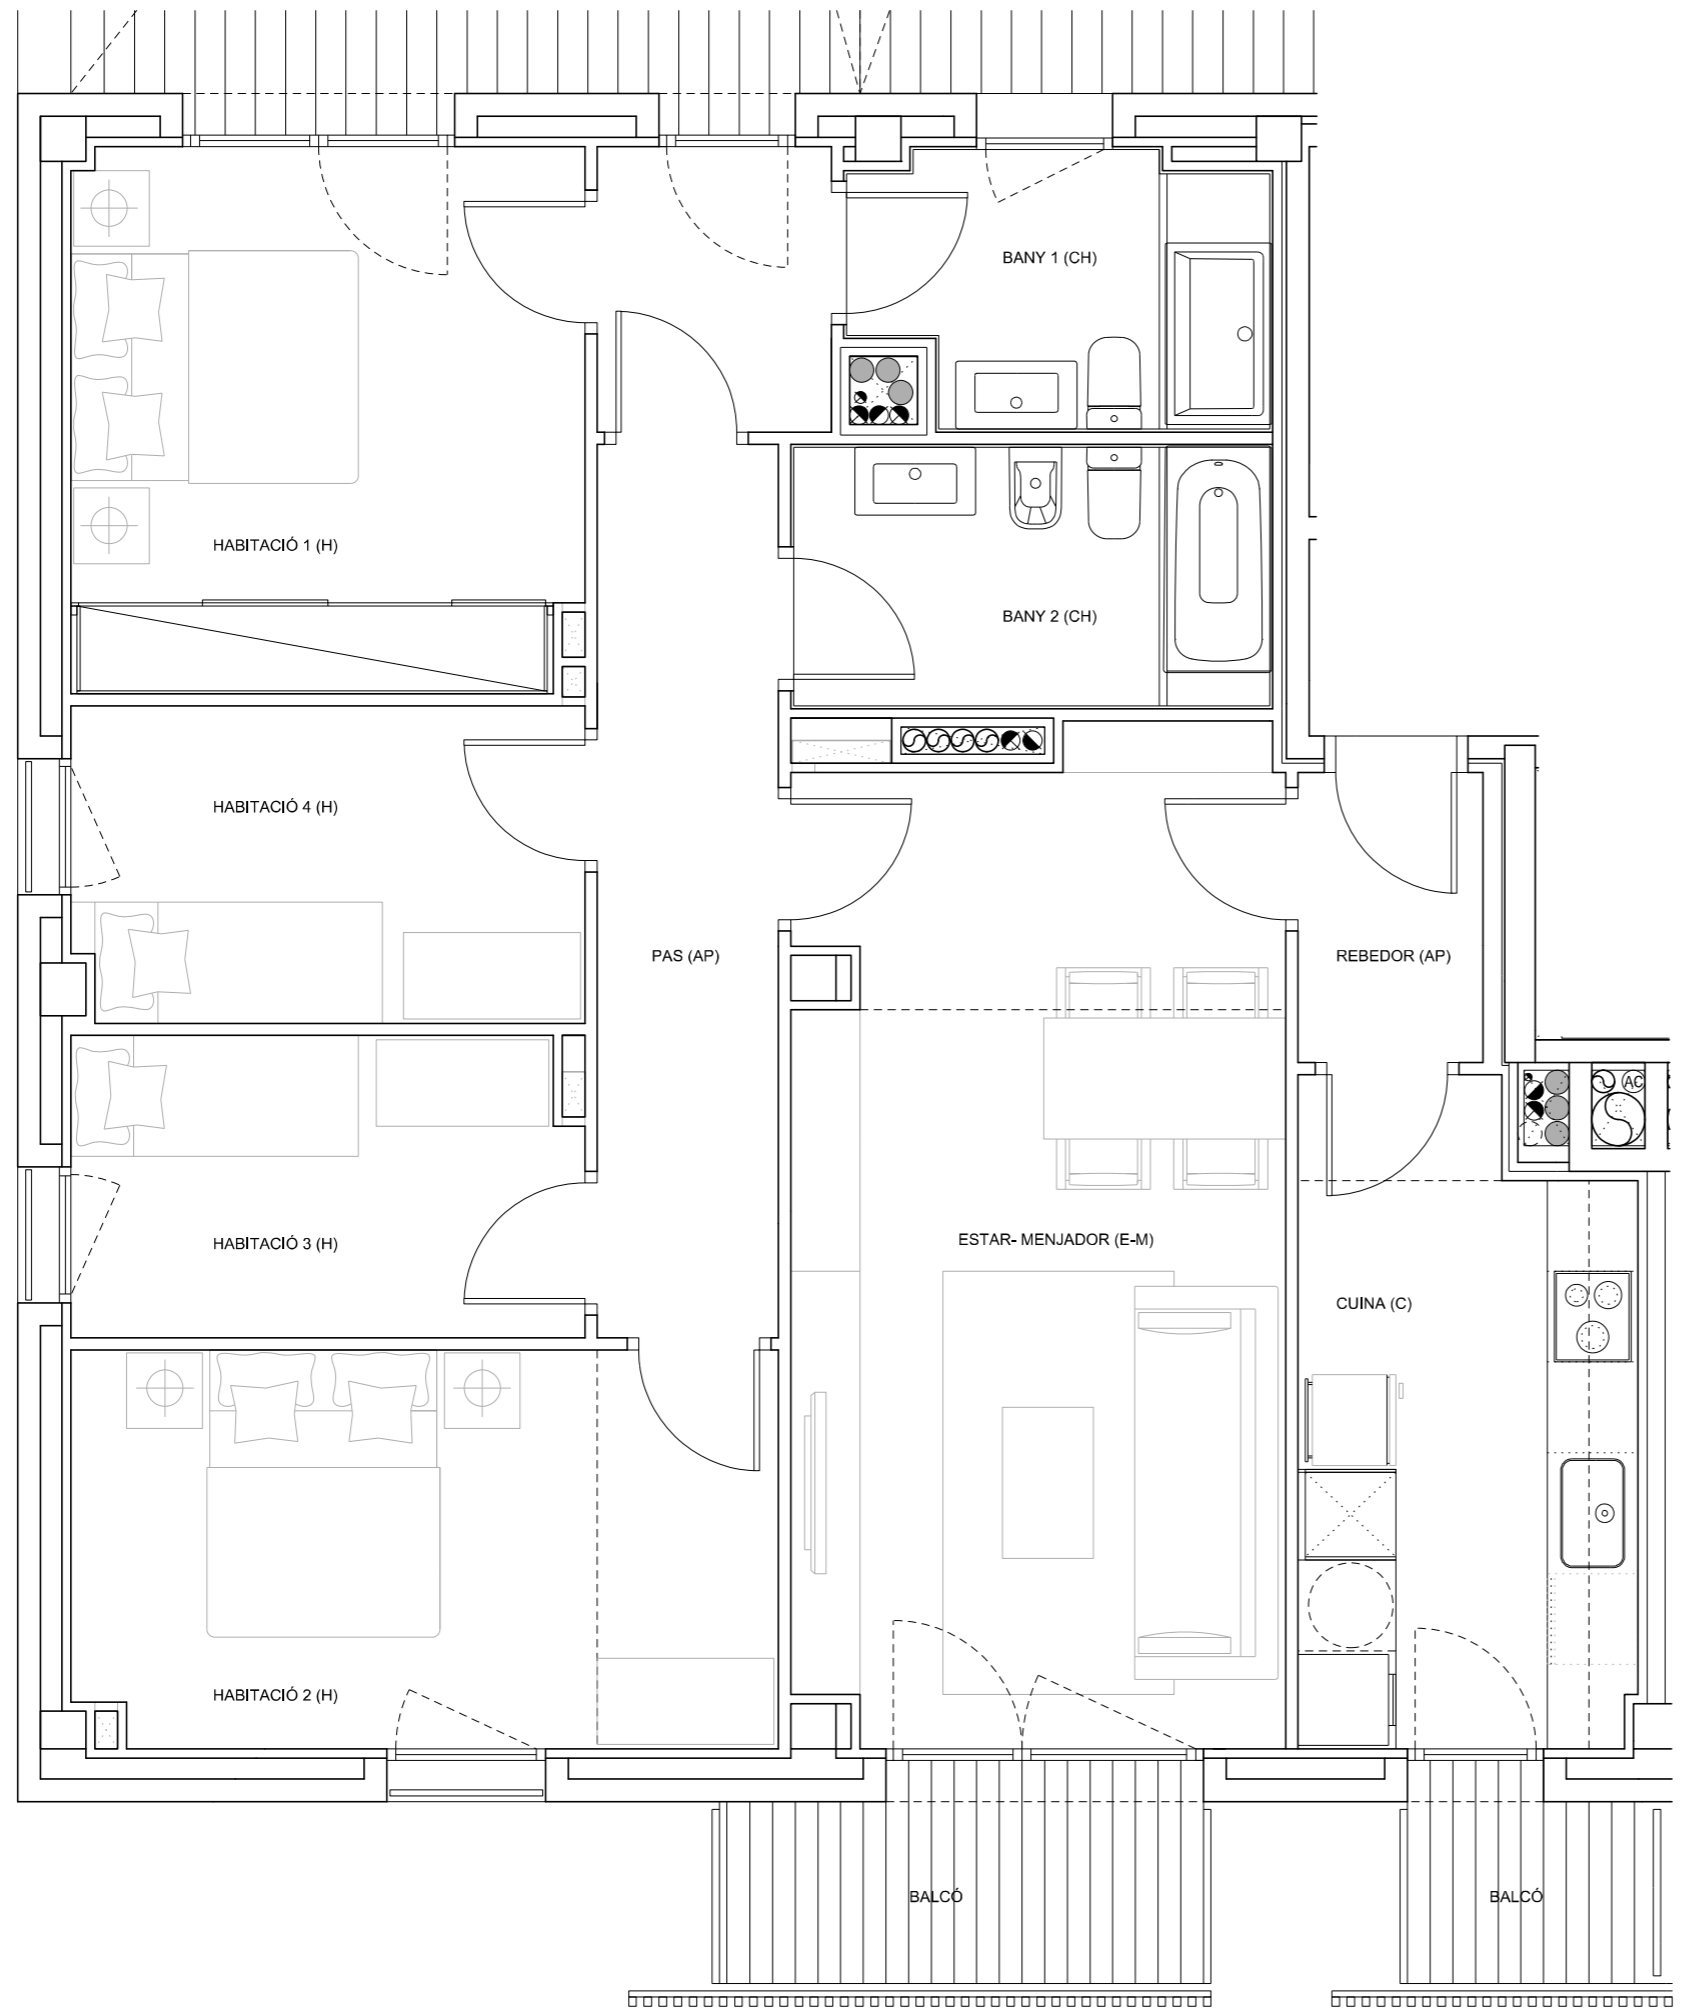 BANY 1 (CH)
HABITACIÓ 1 (H)
BANY 2 (CH)
HABITACIÓ 4 (H)
PAS (AP)
REBEDOR (AP)
AC
HABITACIÓ 3 (H)
ESTAR- MENJADOR (E-M)
CUINA (C)
HABITACIÓ 2 (H)
BALCÓ
BALCÓ